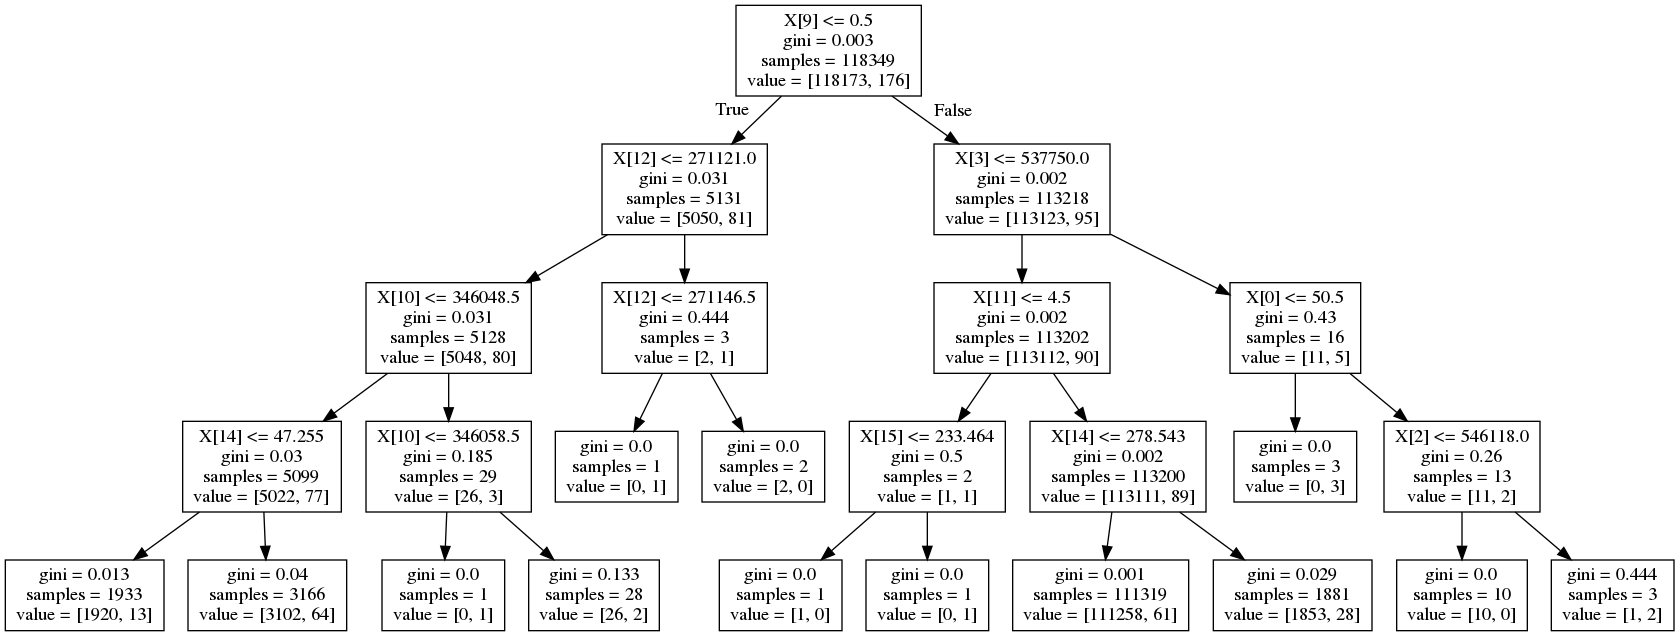 X[9] <= 0.5
gini = 0.003
samples = 118349
value = [118173, 176]
True
False
X[12] <= 271121.0
gini = 0.031
samples = 5131
value = [5050, 81]
X[3] <= 537750.0
gini = 0.002
samples = 113218
value = [113123, 95]
X[10] <= 346048.5
gini = 0.031
samples = 5128
value = [5048, 80]
X[12] <= 271146.5
gini = 0.444
samples = 3
value = [2, 1]
X[11] <= 4.5
gini = 0.002
samples = 113202
value = [113112, 90]
X[0] <= 50.5
gini = 0.43
samples = 16
value = [11, 5]
X[14] <= 47.255
gini = 0.03
samples = 5099
value = [5022, 77]
X[10] <= 346058.5
gini = 0.185
samples = 29
value = [26, 3]
gini = 0.0
samples = 1
value = [0, 1]
gini = 0.0
samples = 2
value = [2, 0]
X[15] <= 233.464
gini = 0.5
samples = 2
value = [1, 1]
X[14] <= 278.543
gini = 0.002
samples = 113200
value = [113111, 89]
gini = 0.0
samples = 3
value = [0, 3]
X[2] <= 546118.0
gini = 0.26
samples = 13
value = [11, 2]
gini = 0.013
samples = 1933
value = [1920, 13]
gini = 0.04
samples = 3166
value = [3102, 64]
gini = 0.0
samples = 1
value = [0, 1]
gini = 0.133
samples = 28
value = [26, 2]
gini = 0.0
samples = 1
value = [1, 0]
gini = 0.0
samples = 1
value = [0, 1]
gini = 0.001
samples = 111319
value = [111258, 61]
gini = 0.029
samples = 1881
value = [1853, 28]
gini = 0.0
samples = 10
value = [10, 0]
gini = 0.444
samples = 3
value = [1, 2]